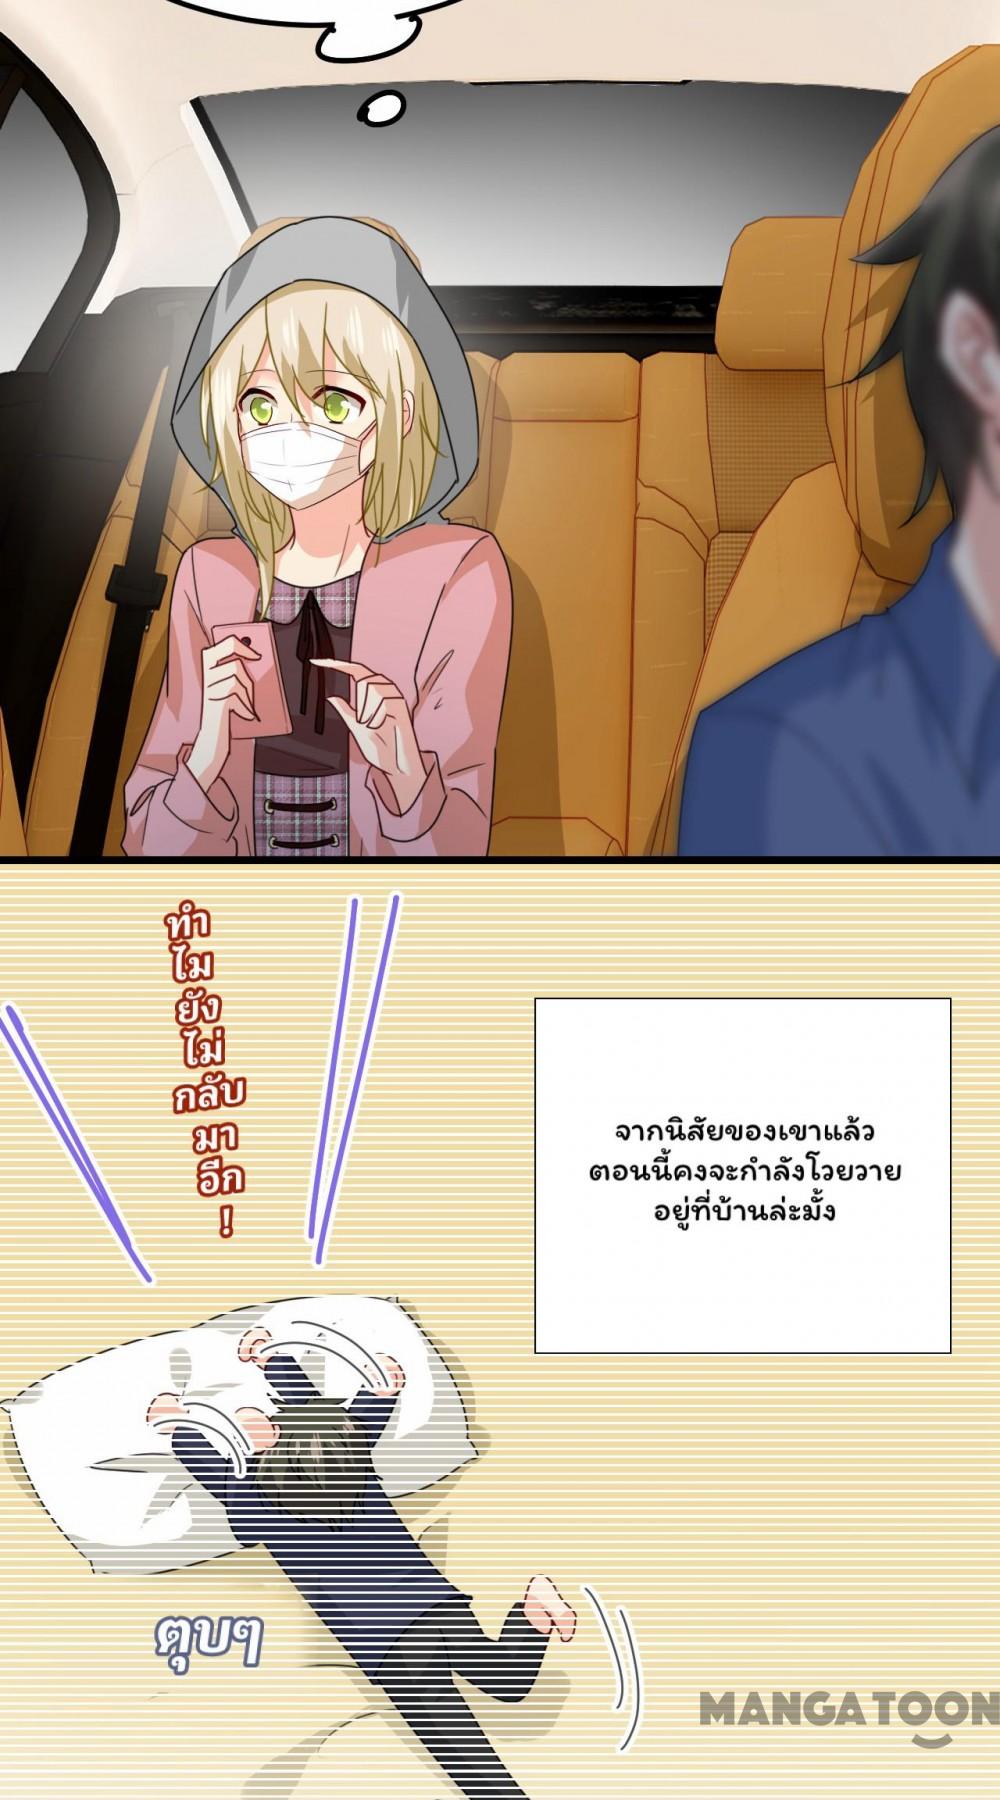 ทำ
ไม
ยัง
ไม่
กลับ
มา
อีก
!
จากนิสัยของเขาแล้ว
ตอนนี้คงจะกำลังโวยวาย
อยู่ที่บ้านล่ะมั้ง
ตุบๆ
MANGATOON